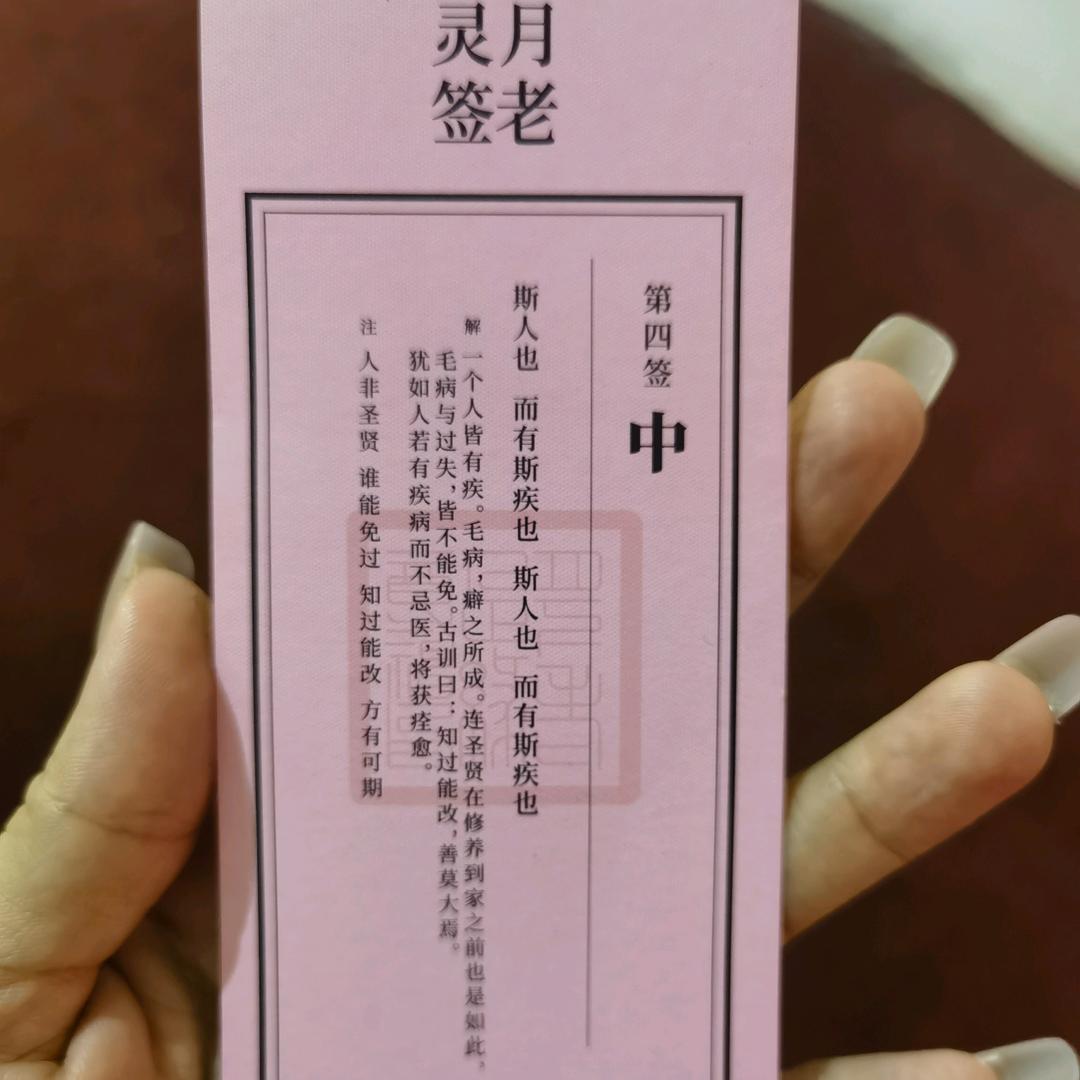 月老
灵签
第四签 中
斯人也 而有斯疾也 斯人也 而有斯疾也
解 一个人皆有疾。毛病，癖之所成。连圣贤在修养到家之前也是如此，
毛病与过失，皆不能免。古训曰：知过能改，善莫大焉。
犹如人若有疾病而不忌医，将获痊愈。
注 人非圣贤 谁能免过 知过能改 方有可期